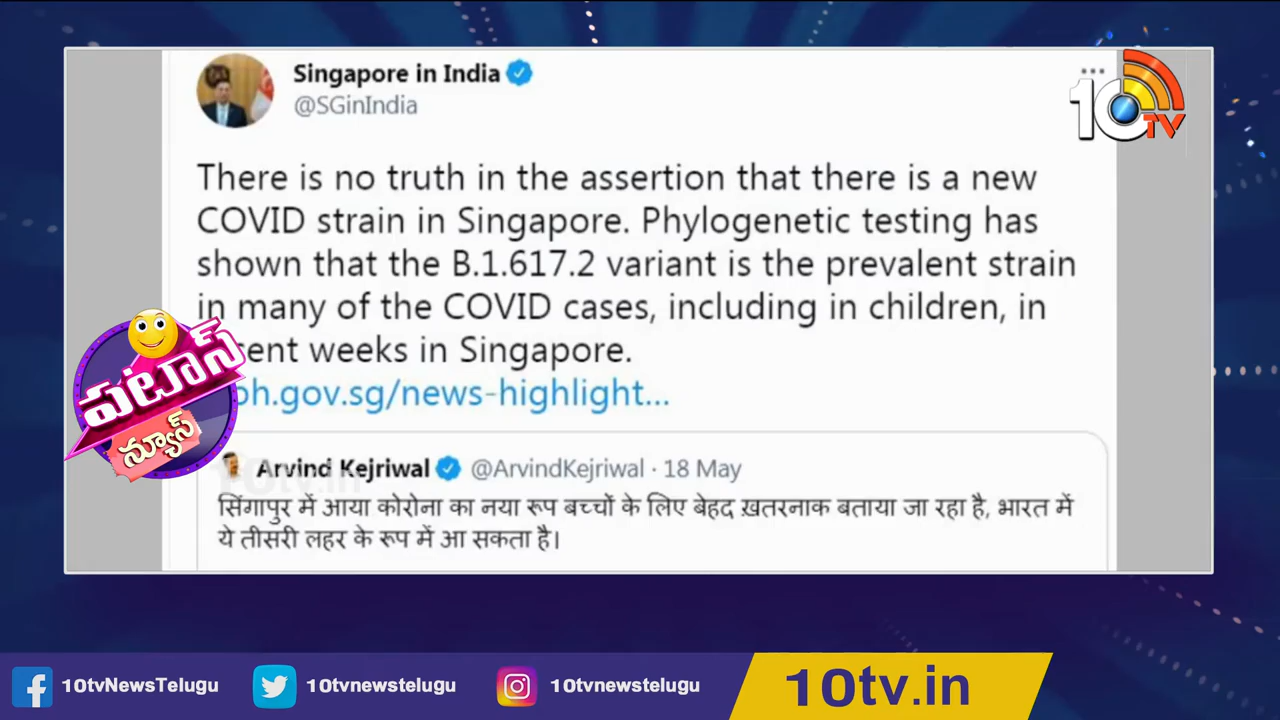 Singapore in India
@SGinIndia
10TV
There is no truth in the assertion that there is a new
COVID strain in Singapore. Phylogenetic testing has
shown that the B.1.617.2 variant is the prevalent strain
in many of the COVID cases, including in children, in
weeks in Singapore.
ph.gov.sg/news-highlight...
పటాస్
న్యూస్
10tv.in
Arvind Kejriwal @ArvindKejriwal · 18 May
सिंगापुर में आया कोरोना का नया रूप बच्चों के लिए बेहद ख़तरनाक बताया जा रहा है, भारत में
ये तीसरी लहर के रूप में आ सकता है।
10tvNewsTelugu
10tvnewstelugu
10tvnewstelugu
10tv.in